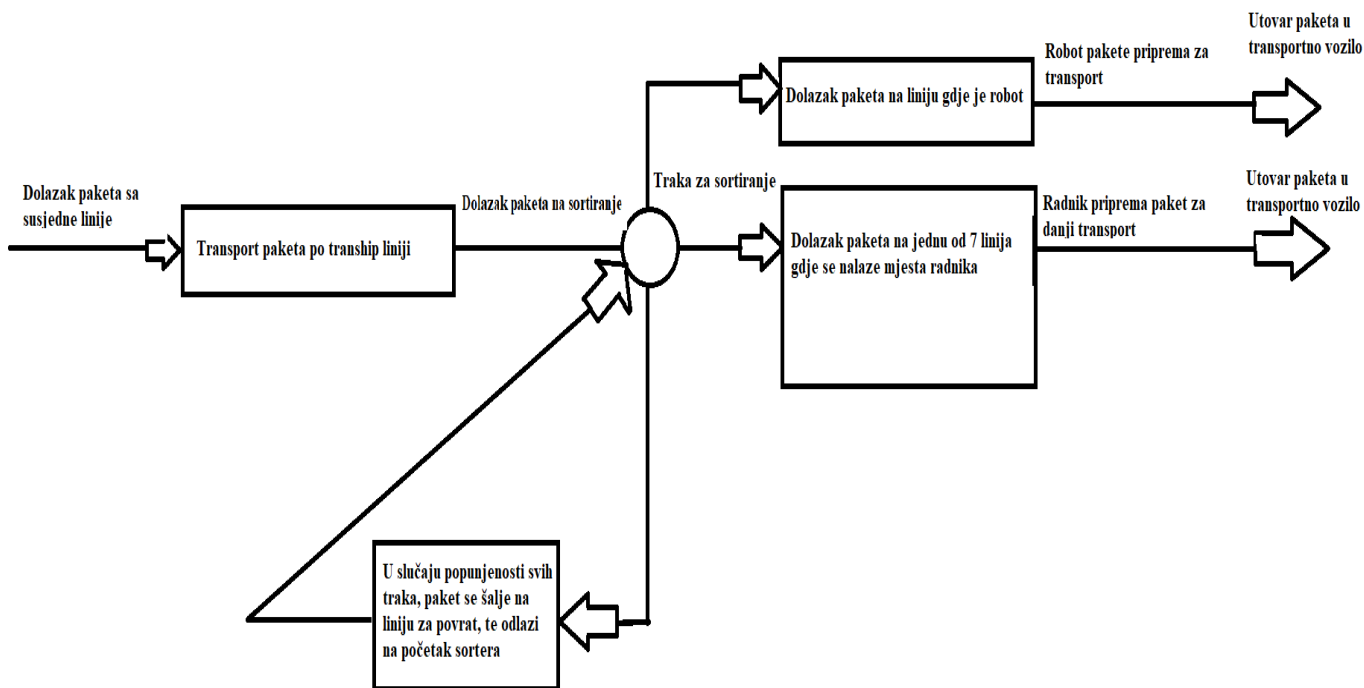 Dolazak paketa sa
susjedne linije
Transport paketa po tranship liniji
Dolazak paketa na sortiranje
Traka za sortiranje
Dolazak paketa na liniju gdje je robot
Robot pakete priprema za
transport
Utovar paketa u
transportno vozilo
Dolazak paketa na jednu od 7 linija
gdje se nalaze mjesta radnika
Radnik priprema paket za
danji transport
Utovar paketa u
transportno vozilo
U slučaju popunjenosti svih
traka, paket se šalje na
liniju za povrat, te odlazi
na početak sortera